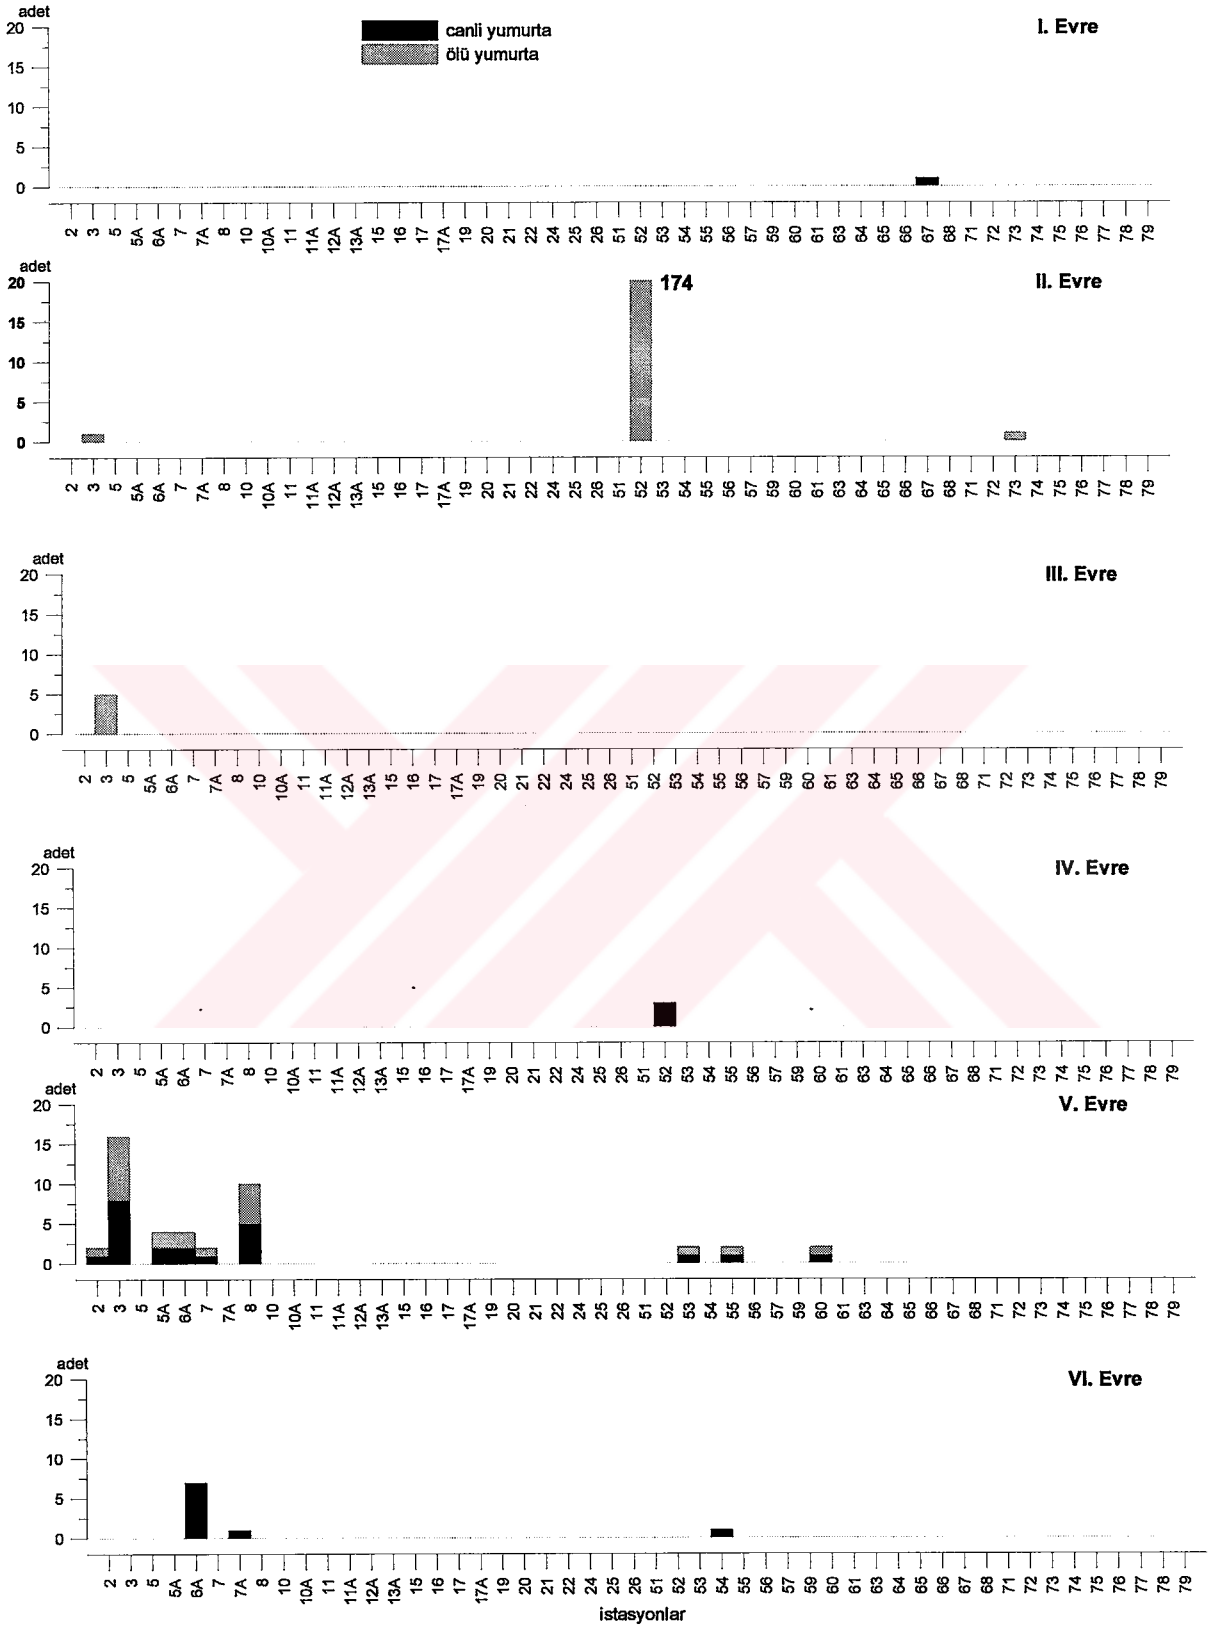 adet
canli yumurta
ölü yumurta
I. Evre
20
15
10
5
0
2 3 5 5A 6A 7 7A 8 10 10A 11 11A 12A 13A 15 16 17 17A 19 20 21 22 24 25 26 51 52 53 54 55 56 57 59 60 61 63 64 65 66 67 68 71 72 73 74 75 76 77 78 79
adet
II. Evre
174
20
15
10
5
0
2 3 5 5A 6A 7 7A 8 10 10A 11 11A 12A 13A 15 16 17 17A 19 20 21 22 24 25 26 51 52 53 54 55 56 57 59 60 61 63 64 65 66 67 68 71 72 73 74 75 76 77 78 79
adet
III. Evre
20
15
10
5
0
2 3 5 5A 6A 7 7A 8 10 10A 11 11A 12A 13A 15 16 17 17A 19 20 21 22 24 25 26 51 52 53 54 55 56 57 59 60 61 63 64 65 66 67 68 71 72 73 74 75 76 77 78 79
adet
IV. Evre
20
15
10
5
0
2 3 5 5A 6A 7 7A 8 10 10A 11 11A 12A 13A 15 16 17 17A 19 20 21 22 24 25 26 51 52 53 54 55 56 57 59 60 61 63 64 65 66 67 68 71 72 73 74 75 76 77 78 79
adet
V. Evre
20
15
10
5
0
2 3 5 5A 6A 7 7A 8 10 10A 11 11A 12A 13A 15 16 17 17A 19 20 21 22 24 25 26 51 52 53 54 55 56 57 59 60 61 63 64 65 66 67 68 71 72 73 74 75 76 77 78 79
adet
VI. Evre
20
15
10
5
0
2 3 5 5A 6A 7 7A 8 10 10A 11 11A 12A 13A 15 16 17 17A 19 20 21 22 24 25 26 51 52 53 54 55 56 57 59 60 61 63 64 65 66 67 68 71 72 73 74 75 76 77 78 79
istasyonlar